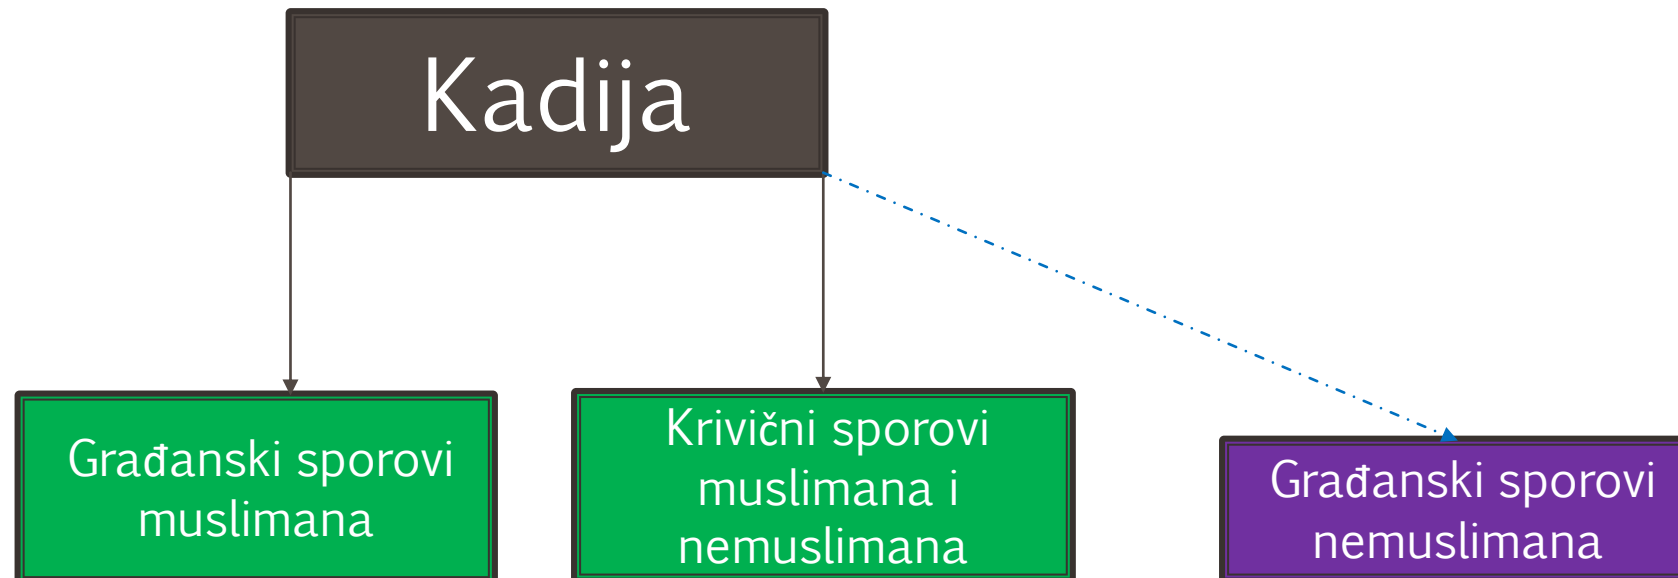 Kadija
Građanski sporovi
muslimana
Krivični sporovi
muslimana i
nemuslimana
Građanski sporovi
nemuslimana